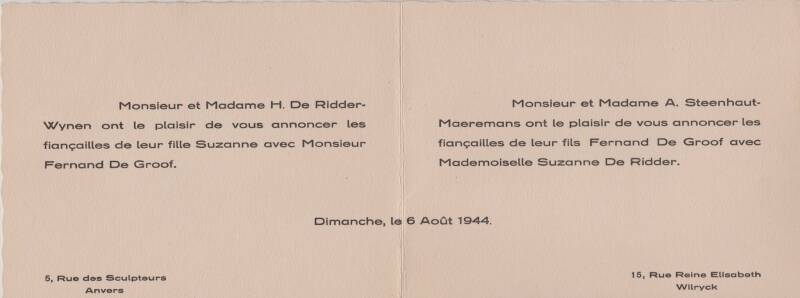 Monsieur et Madame H. De Ridder-
Wynen ont le plaisir de vous annoncer les
fiançailles de leur fille Suzanne avec Monsieur
Fernand De Groof.
Monsieur et Madame A. Steenhaut-
Maeremans ont le plaisir de vous annoncer les
fiançailles de leur fils Fernand De Groof avec
Mademoiselle Suzanne De Ridder.
Dimanche, le 6 Août 1944.
5, Rue des Sculpteurs
Anvers
15, Rue Reine Elisabeth
Wilryck